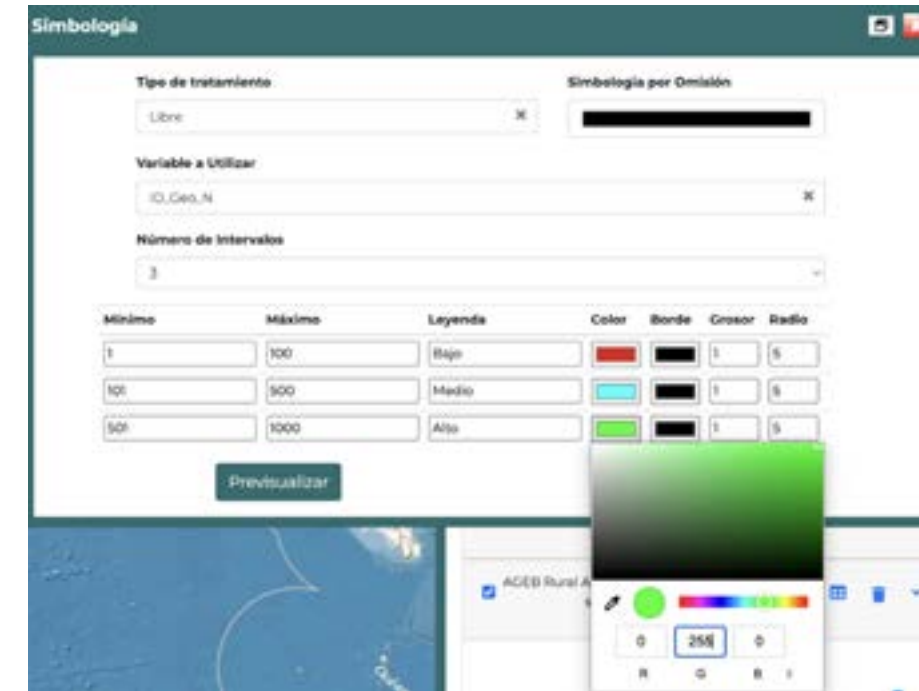 Simbología
Tipo de tratamiento Simbología por Omisión
Libre
Variable a Utilizar
ID_Geo_N
Número de Intervalos
3
Mínimo Máximo Leyenda Color Borde Grosor Radio
1 100 Bajo 1 5
101 500 Medio 1 5
501 1000 Alto 1 5
Previsualizar
AGEB Rural A
0 255 0
R G B